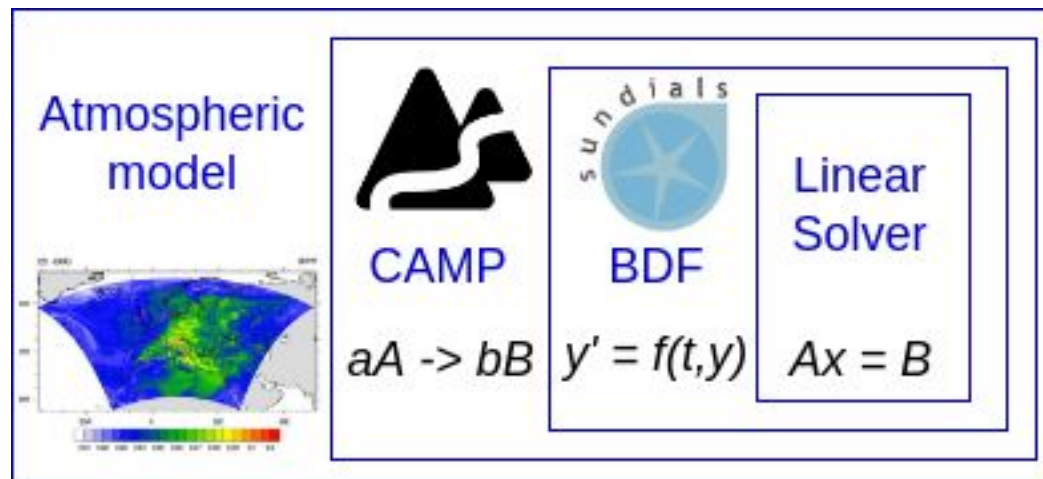 Atmospheric
model
CAMP
aA -> bB
sundials
BDF
y' = f(t,y)
Linear
Solver
Ax = B